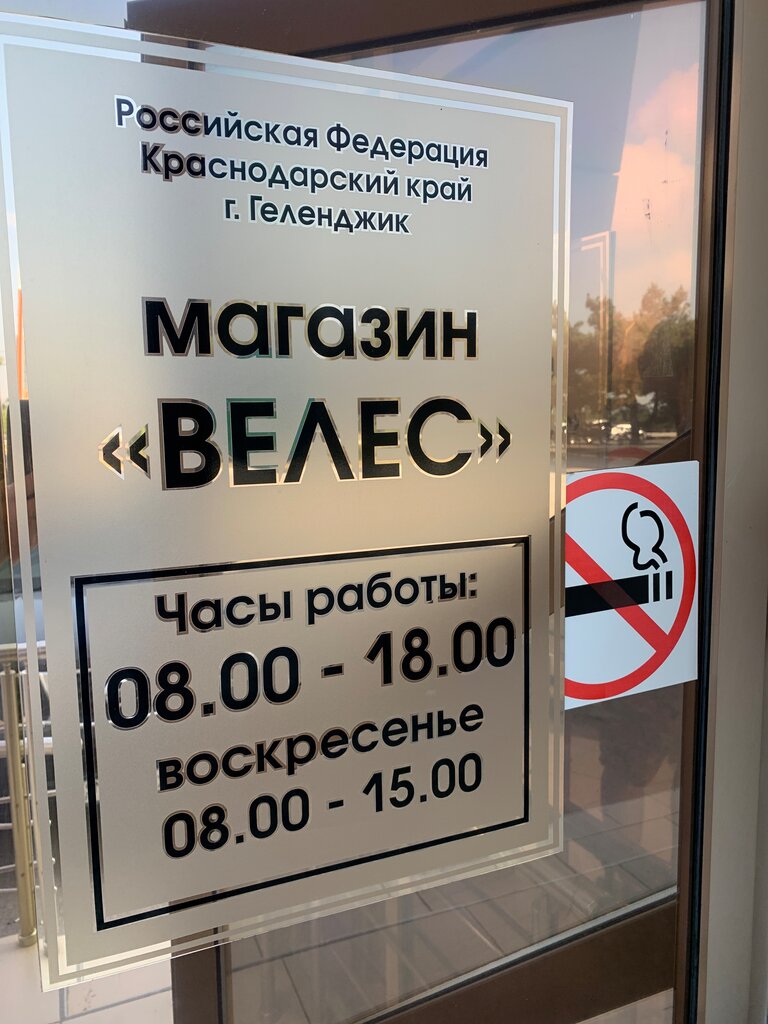 Российская Федерация
Краснодарский край
г. Геленджик
магазин
«ВЕЛЕС»
Часы работы:
08.00 - 18.00
воскресенье
08.00 - 15.00